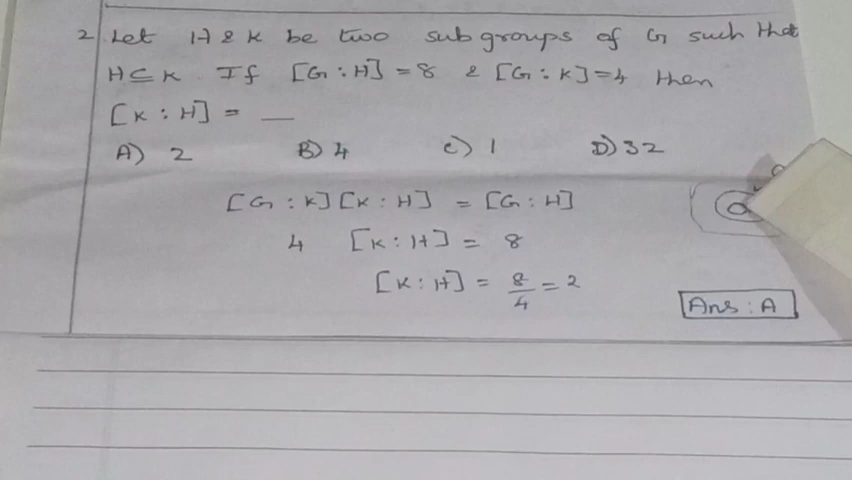 2. Let H & K be two subgroups of G such that
H ⊆ K. If [G : H] = 8 & [G : K] = 4 then
[K : H] = __
A) 2 B) 4 C) 1 D) 32
[G : K] [K : H] = [G : H]
4 [K : H] = 8
[K : H] = 8/4 = 2
Ans : A